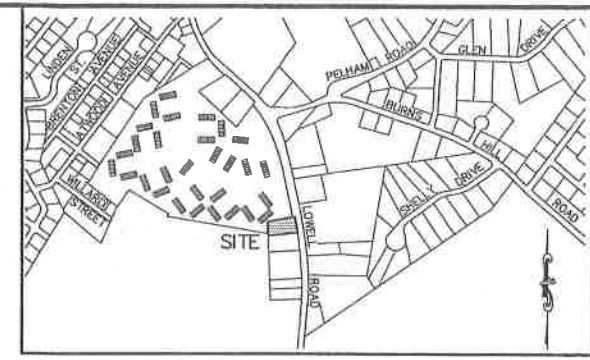 LINDEN
ST
BRENTON AVENUE
ATWOOD AVENUE
WILLARD
STREET
PELHAM ROAD
GLEN DRIVE
BURNS HILL ROAD
SHELLY DRIVE
LOWELL ROAD
SITE